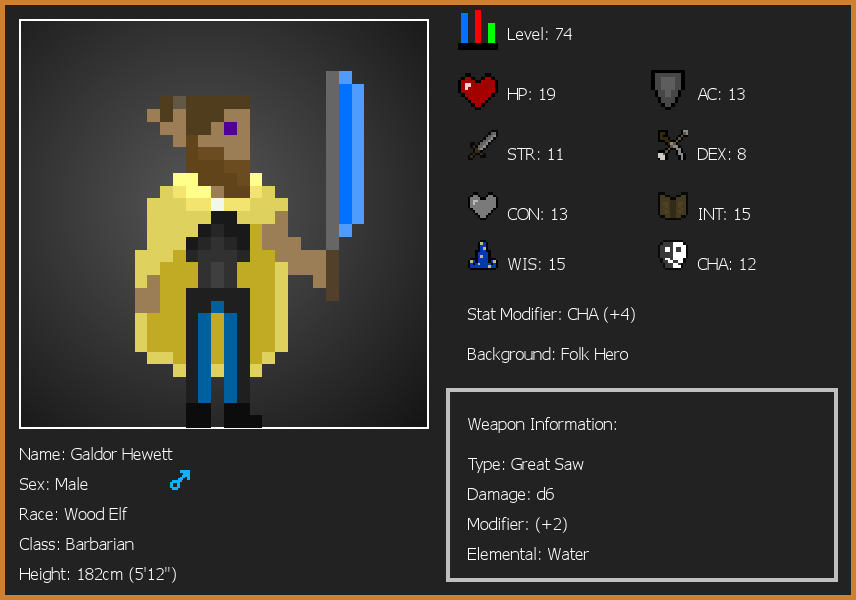 Level: 74
HP: 19
AC: 13
STR: 11
DEX: 8
CON: 13
INT: 15
WIS: 15
CHA: 12
Stat Modifier: CHA (+4)
Background: Folk Hero
Weapon Information:
Type: Great Saw
Damage: d6
Modifier: (+2)
Elemental: Water
Name: Galdor Hewett
Sex: Male
Race: Wood Elf
Class: Barbarian
Height: 182cm (5'12")